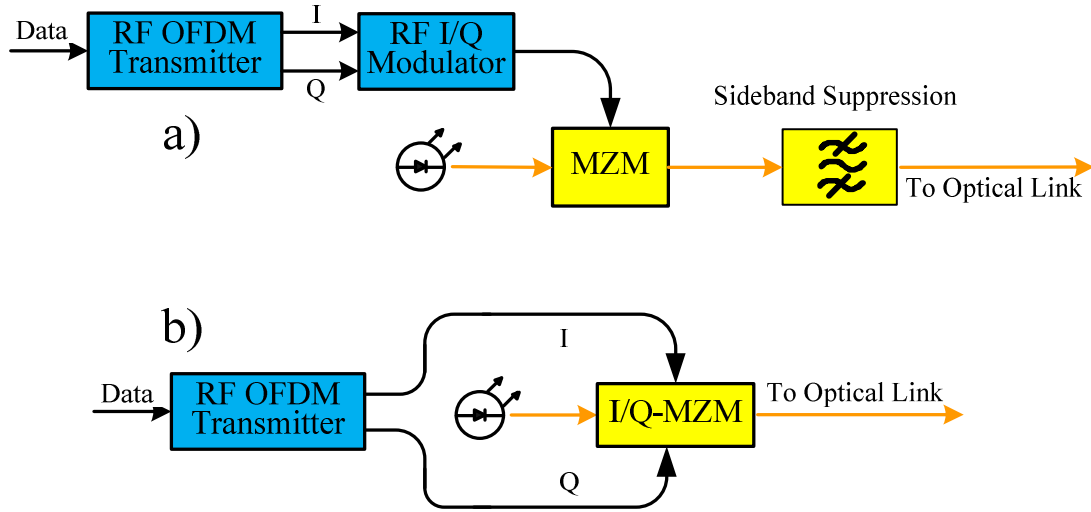 Data
RF OFDM
Transmitter
I
Q
RF I/Q
Modulator
a)
MZM
Sideband Suppression
To Optical Link
b)
Data
RF OFDM
Transmitter
I
Q
I/Q-MZM
To Optical Link